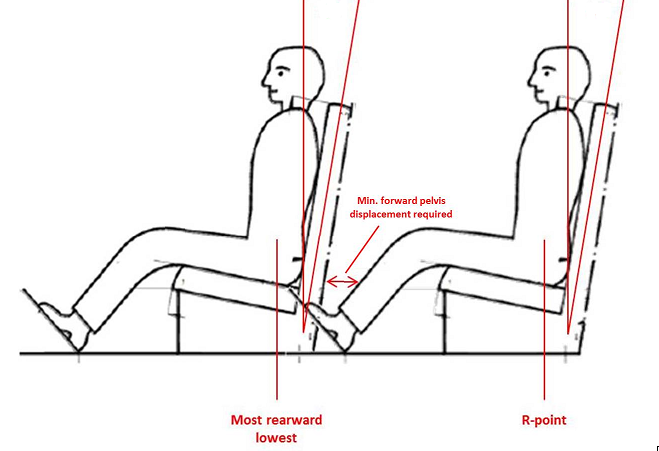 Min. forward pelvis
displacement required
Most rearward
lowest
R-point